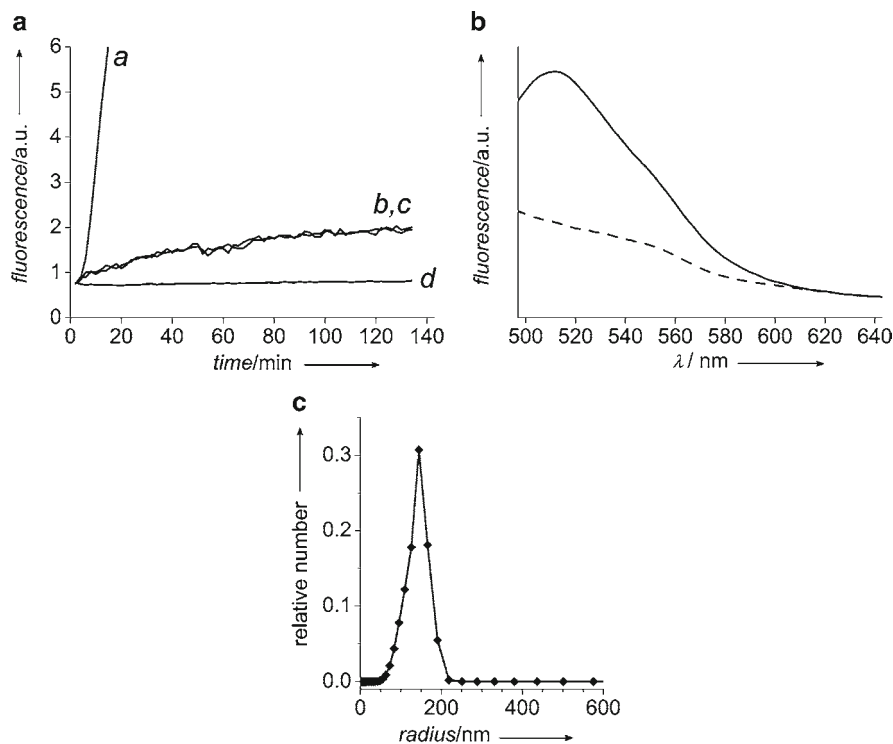 a
fluorescence/a.u.
6
5
4
3
2
1
0
a
b,c
d
0 20 40 60 80 100 120 140
time/min
b
fluorescence/a.u.
500 520 540 560 580 600 620 640
λ/ nm
c
relative number
0.3
0.2
0.1
0.0
0 200 400 600
radius/nm